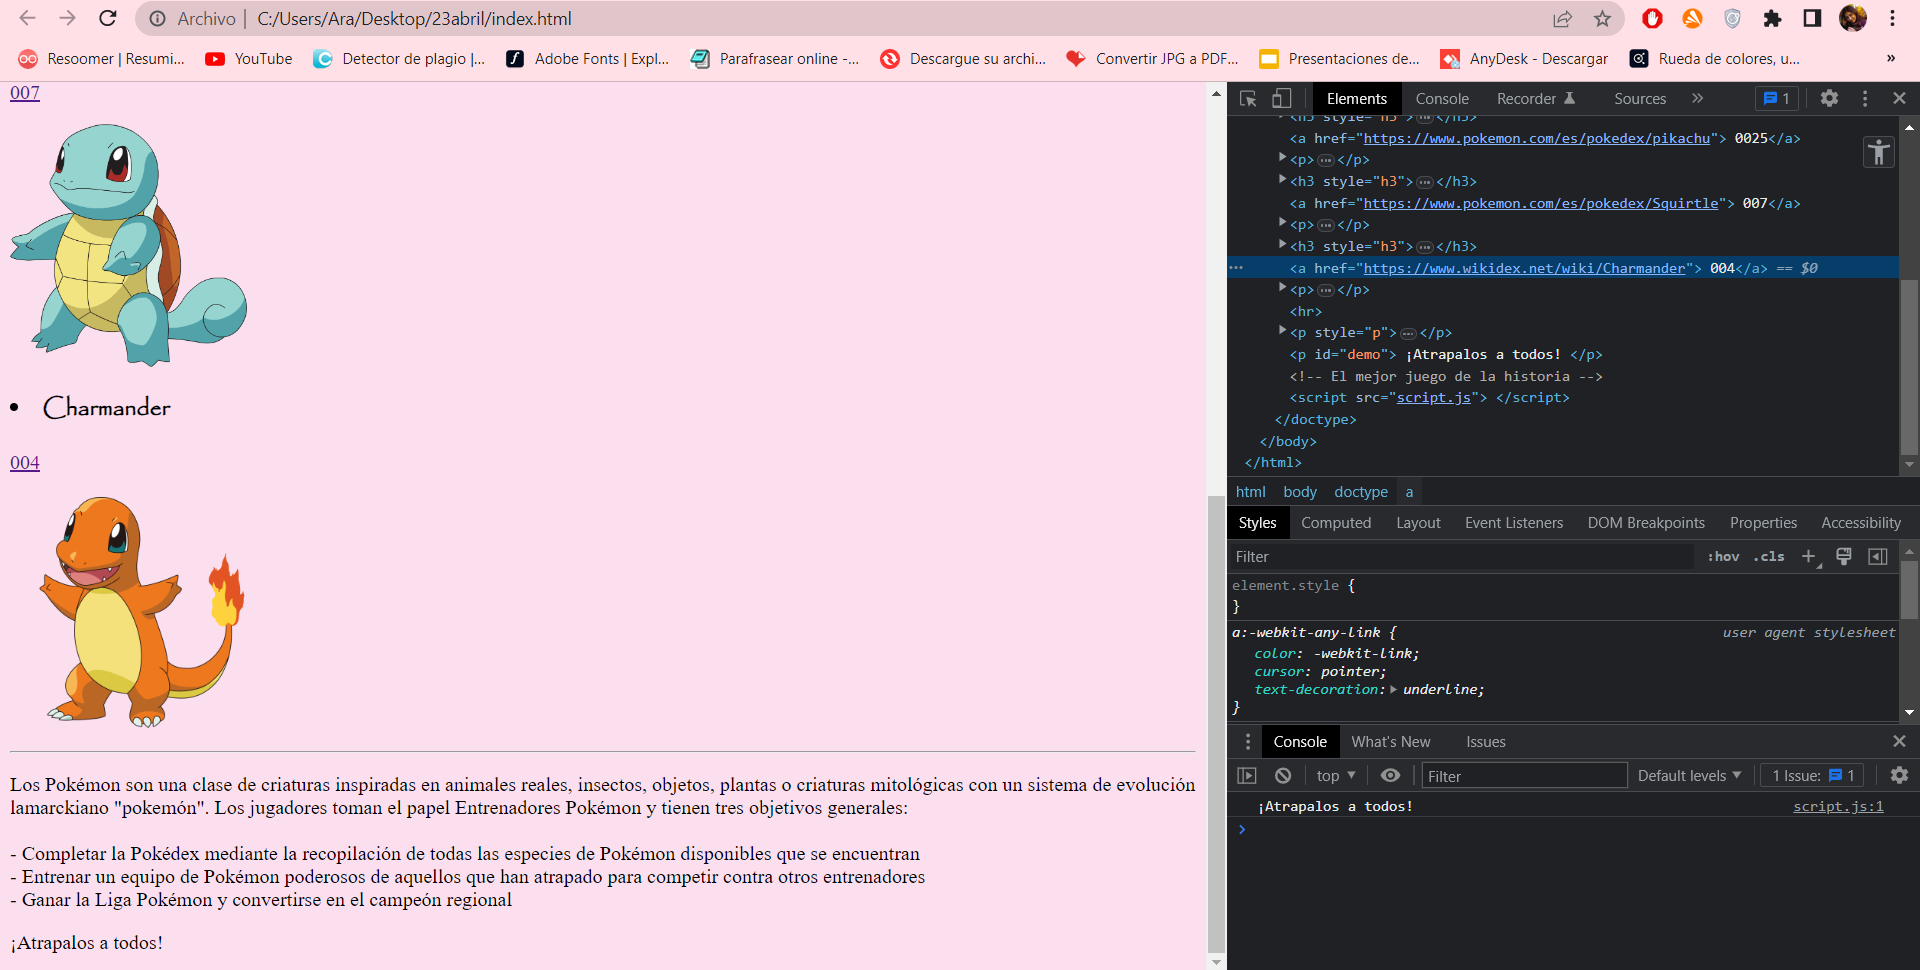 Archivo | C:/Users/Ara/Desktop/23abril/index.html
Resoomer | Resumi...
YouTube
Detector de plagio |...
Adobe Fonts | Expl...
Parafrasear online -...
Descargue su archi...
Convertir JPG a PDF...
Presentaciones de...
AnyDesk - Descargar
Rueda de colores, u...
»
007
Charmander
004
Los Pokémon son una clase de criaturas inspiradas en animales reales, insectos, objetos, plantas o criaturas mitológicas con un sistema de evolución
lamarckiano "pokemón". Los jugadores toman el papel Entrenadores Pokémon y tienen tres objetivos generales:
- Completar la Pokédex mediante la recopilación de todas las especies de Pokémon disponibles que se encuentran
- Entrenar un equipo de Pokémon poderosos de aquellos que han atrapado para competir contra otros entrenadores
- Ganar la Liga Pokémon y convertirse en el campeón regional
¡Atrapalos a todos!
Elements Console Recorder Sources » 1
<h3 style="h3">…</h3>
<a href="https://www.pokemon.com/es/pokedex/pikachu"> 0025</a>
<p>…</p>
<h3 style="h3">…</h3>
<a href="https://www.pokemon.com/es/pokedex/Squirtle"> 007</a>
<p>…</p>
<h3 style="h3">…</h3>
<a href="https://www.wikidex.net/wiki/Charmander"> 004</a> == $0
<p>…</p>
<hr>
<p style="p">…</p>
<p id="demo"> ¡Atrapalos a todos! </p>
<!-- El mejor juego de la historia -->
<script src="script.js"> </script>
</doctype>
</body>
</html>
html body doctype a
Styles Computed Layout Event Listeners DOM Breakpoints Properties Accessibility
Filter :hov .cls +
element.style {
}
a:-webkit-any-link { user agent stylesheet
color: -webkit-link;
cursor: pointer;
text-decoration: underline;
}
Console What's New Issues
top Filter Default levels 1 Issue: 1
¡Atrapalos a todos! script.js:1